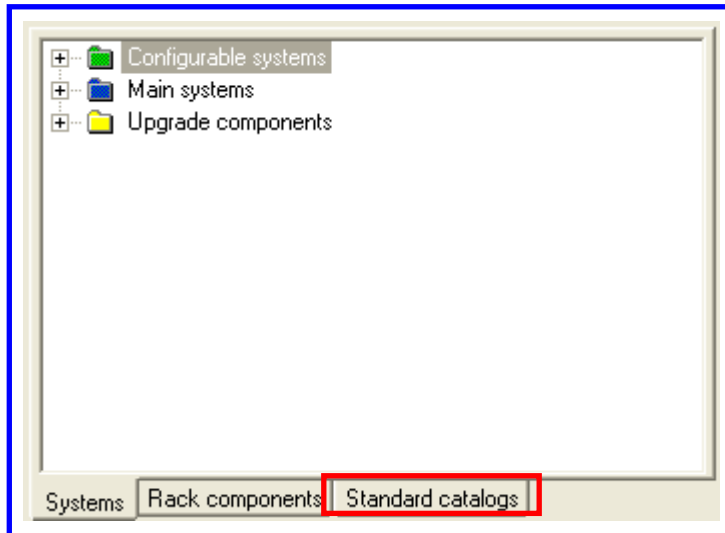 Configurable systems
Main systems
Upgrade components
Systems Rack components Standard catalogs